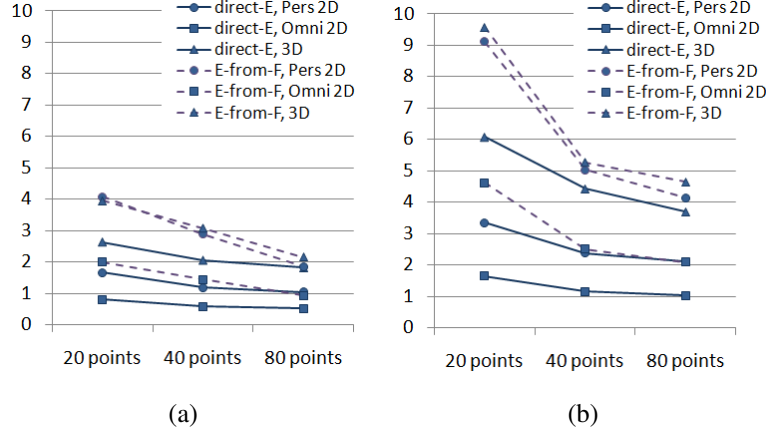 10
9
8
7
6
5
4
3
2
1
0
direct-E, Pers 2D
direct-E, Omni 2D
direct-E, 3D
E-from-F, Pers 2D
E-from-F, Omni 2D
E-from-F, 3D
20 points 40 points 80 points
(a)
10
9
8
7
6
5
4
3
2
1
0
direct-E, Pers 2D
direct-E, Omni 2D
direct-E, 3D
E-from-F, Pers 2D
E-from-F, Omni 2D
E-from-F, 3D
20 points 40 points 80 points
(b)